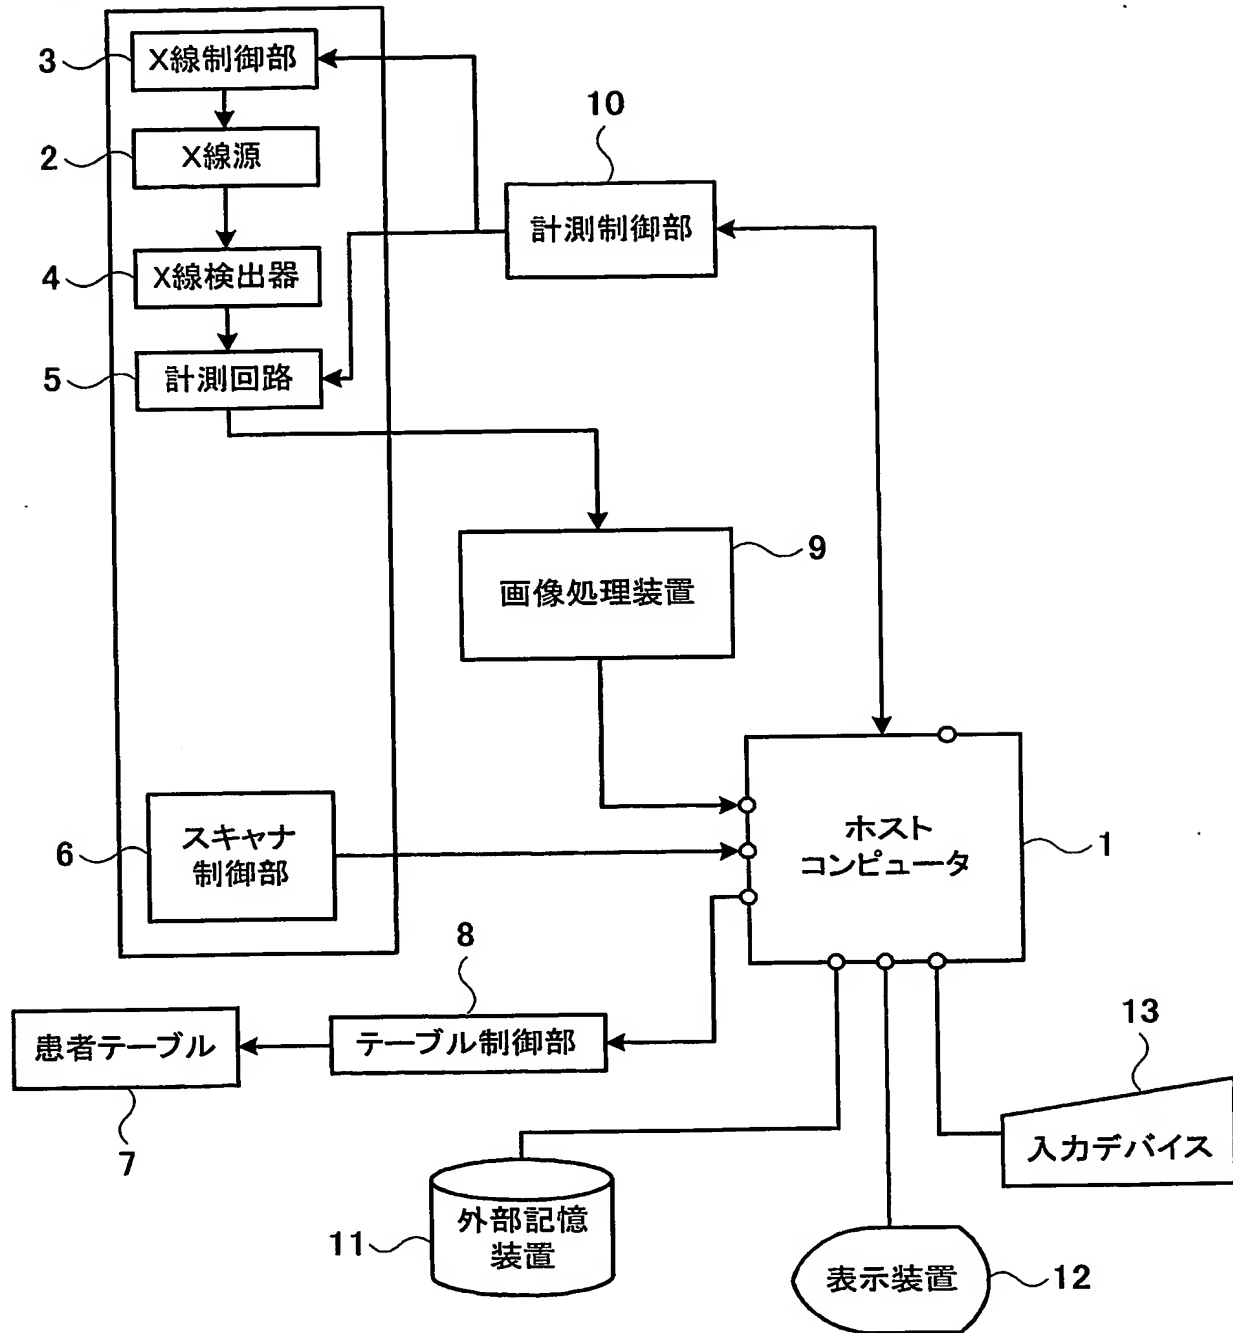 3
X線制御部
10
2
X線源
計測制御部
4
X線検出器
5
計測回路
9
画像処理装置
6
スキャナ
制御部
ホスト
コンピュータ
1
8
患者テーブル
テーブル制御部
7
13
入力デバイス
11
外部記憶
装置
表示装置
12